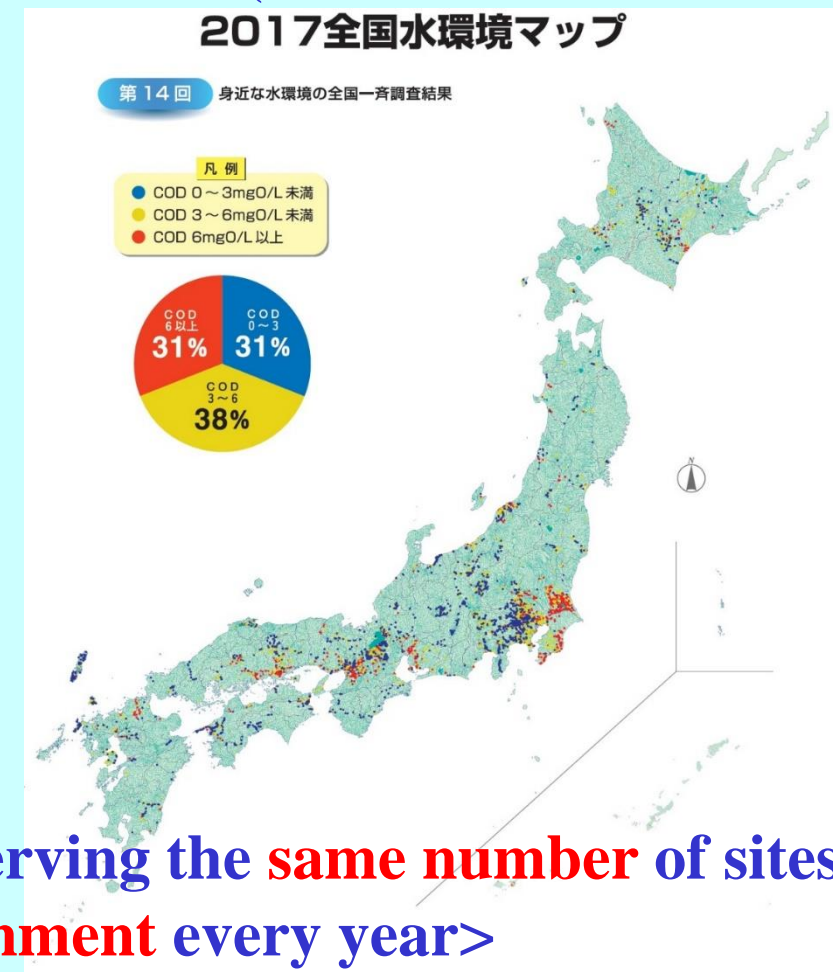 2017全国水環境マップ
第14回 身近な水環境の全国一斉調査結果
凡 例
COD 0～3mgO/L 未満
COD 3～6mgO/L 未満
COD 6mgO/L 以上
COD
6以上
31%
COD
0～3
31%
COD
3～6
38%
N
erving the same number of sites
nment every year>